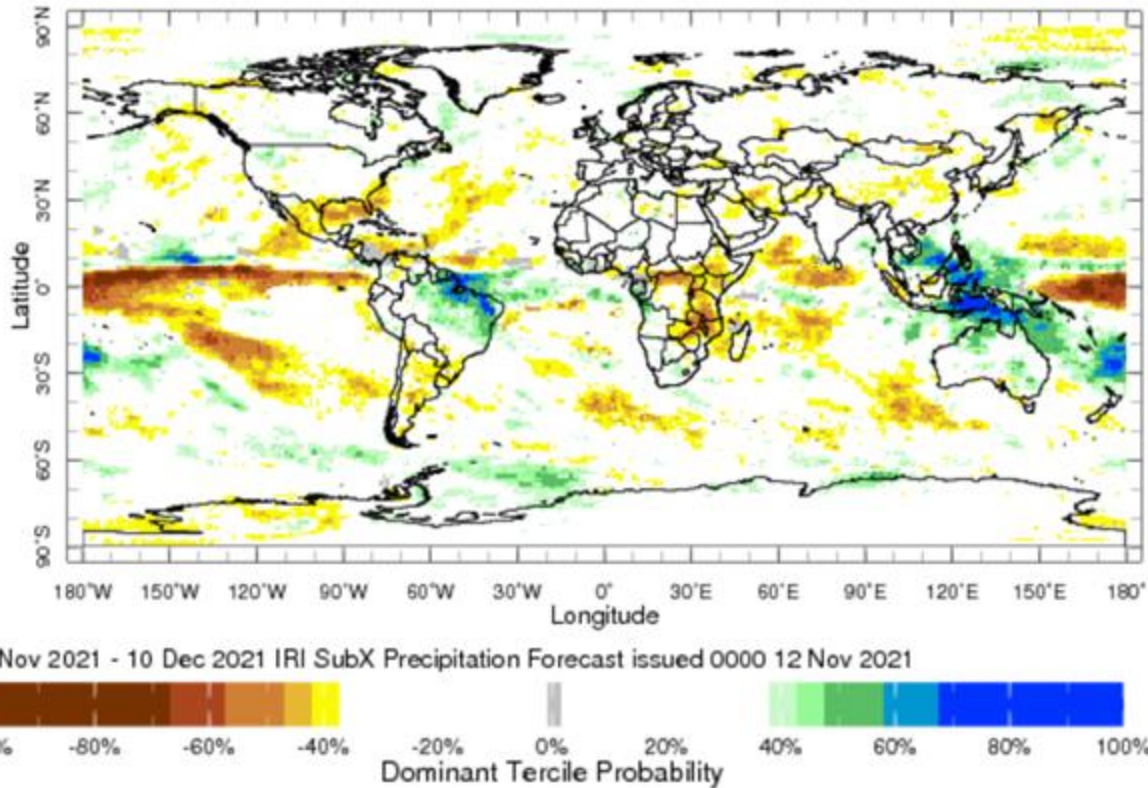 90°N
60°N
30°N
0°
30°S
60°S
90°S
Latitude
180°W 150°W 120°W 90°W 60°W 30°W 0° 30°E 60°E 90°E 120°E 150°E 180°
Longitude
Nov 2021 - 10 Dec 2021 IRI SubX Precipitation Forecast issued 0000 12 Nov 2021
% -80% -60% -40% -20% 0% 20% 40% 60% 80% 100%
Dominant Tercile Probability